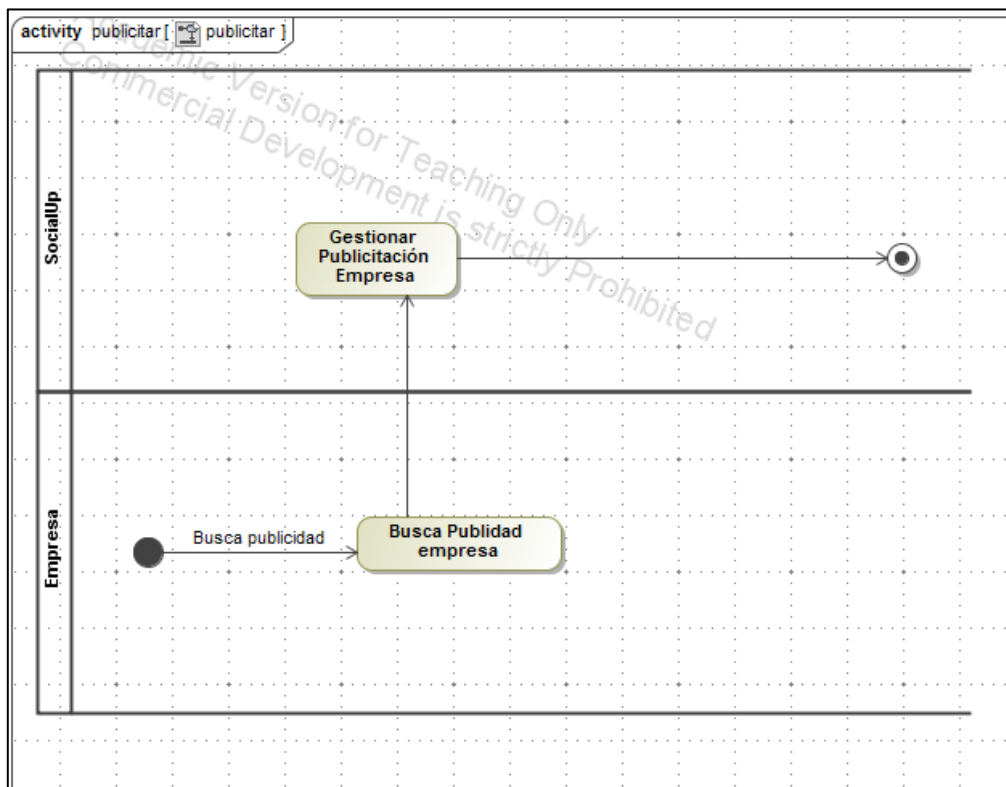 activity publicitar [ publicitar ]
Academic Version for Teaching Only
Commercial Development is strictly Prohibited
SocialUp
Gestionar
Publicitación
Empresa
Empresa
Busca publicidad
Busca Publidad
empresa